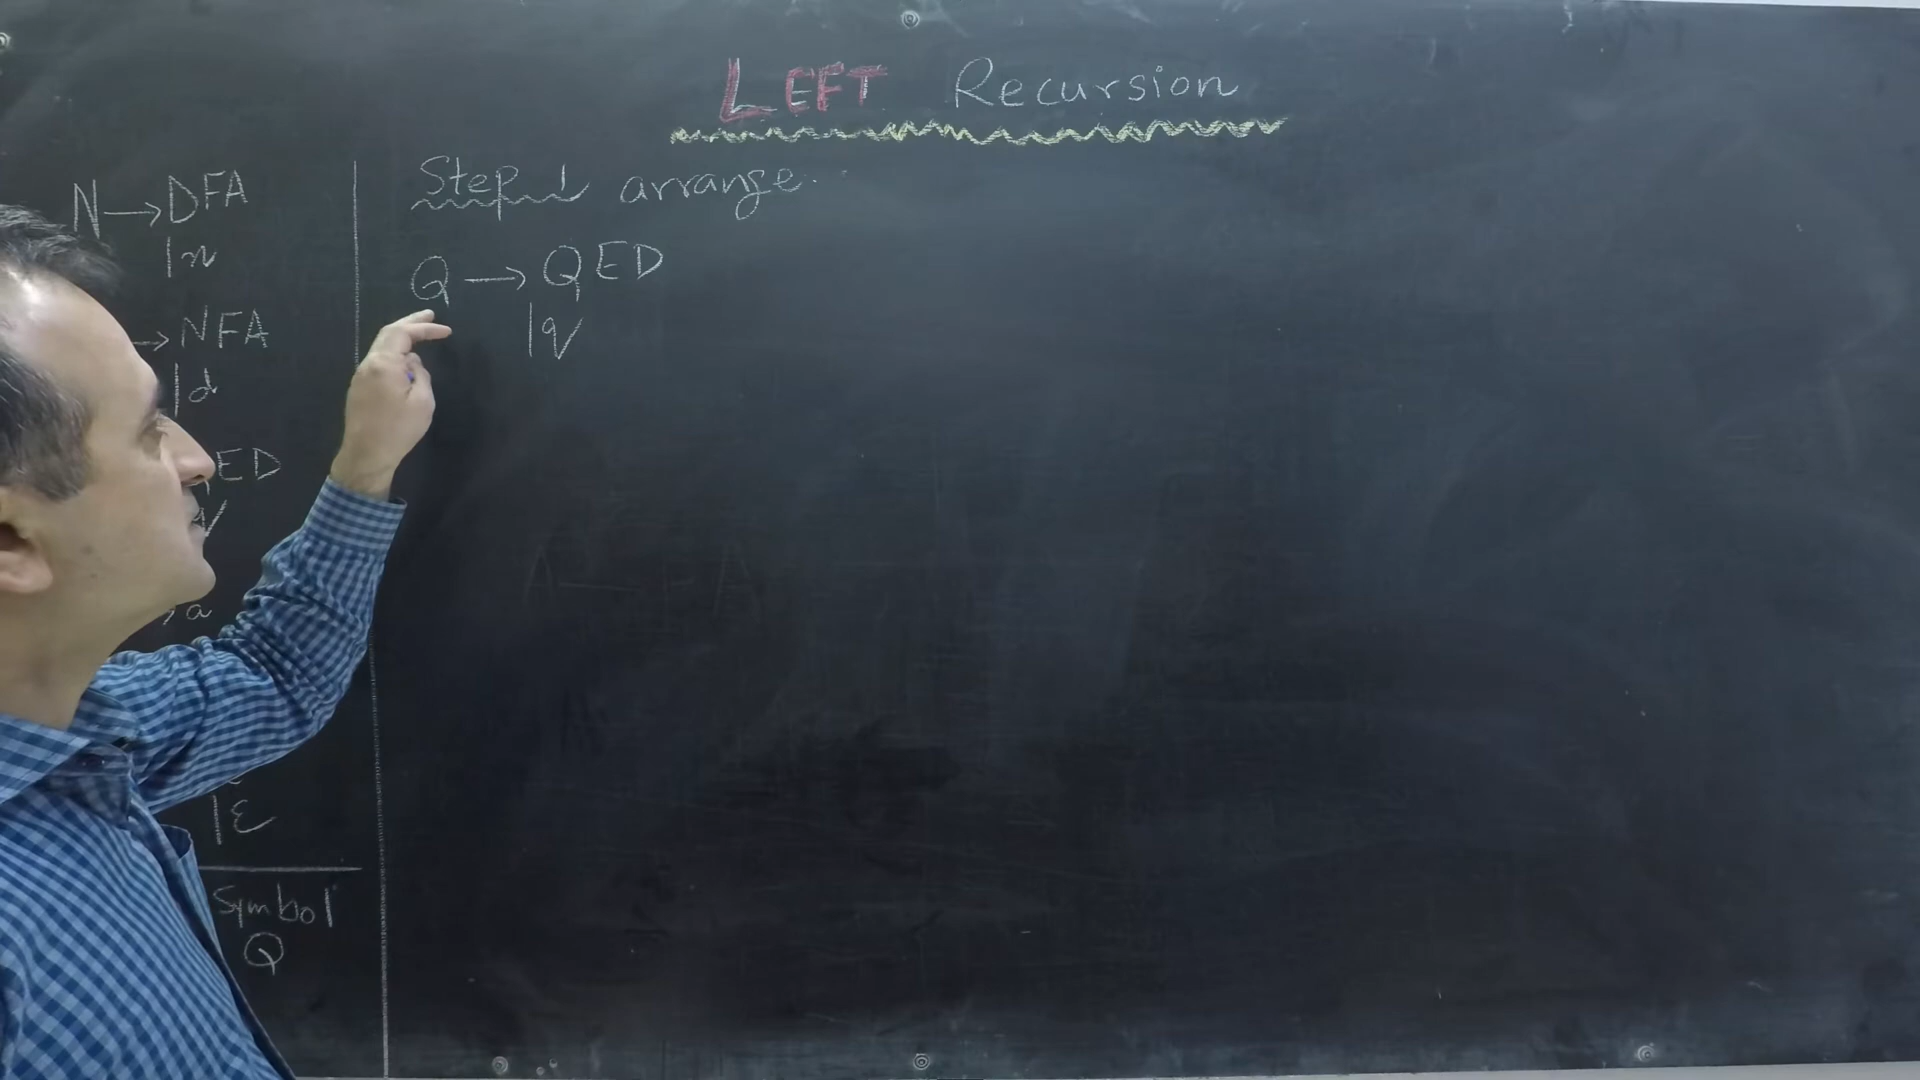 LEFT Recursion
N → DFA
| n
→ NFA
| d
ED
q
a
| ε
Symbol
Q
Step 1 arrange..
Q → QED
| q